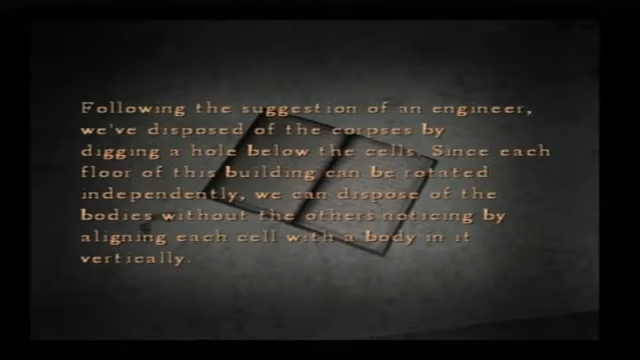 Following the suggestion of an engineer,
we've disposed of the corpses by
digging a hole below the cells. Since each
floor of this building can be rotated
independently, we can dispose of the
bodies without the others noticing by
aligning each cell with a body in it
vertically.